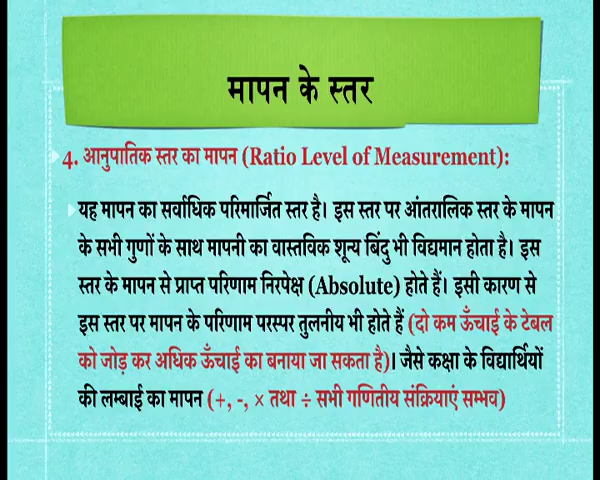 मापन के स्तर
4. आनुपातिक स्तर का मापन (Ratio Level of Measurement):
यह मापन का सर्वाधिक परिमार्जित स्तर है। इस स्तर पर आंतरालिक स्तर के मापन
के सभी गुणों के साथ मापनी का वास्तविक शून्य बिंदु भी विद्यमान होता है। इस
स्तर के मापन से प्राप्त परिणाम निरपेक्ष (Absolute) होते हैं। इसी कारण से
इस स्तर पर मापन के परिणाम परस्पर तुलनीय भी होते हैं (दो कम ऊँचाई के टेबल
को जोड़ कर अधिक ऊँचाई का बनाया जा सकता है)। जैसे कक्षा के विद्यार्थियों
की लम्बाई का मापन (+, -, × तथा ÷ सभी गणितीय संक्रियाएं सम्भव)